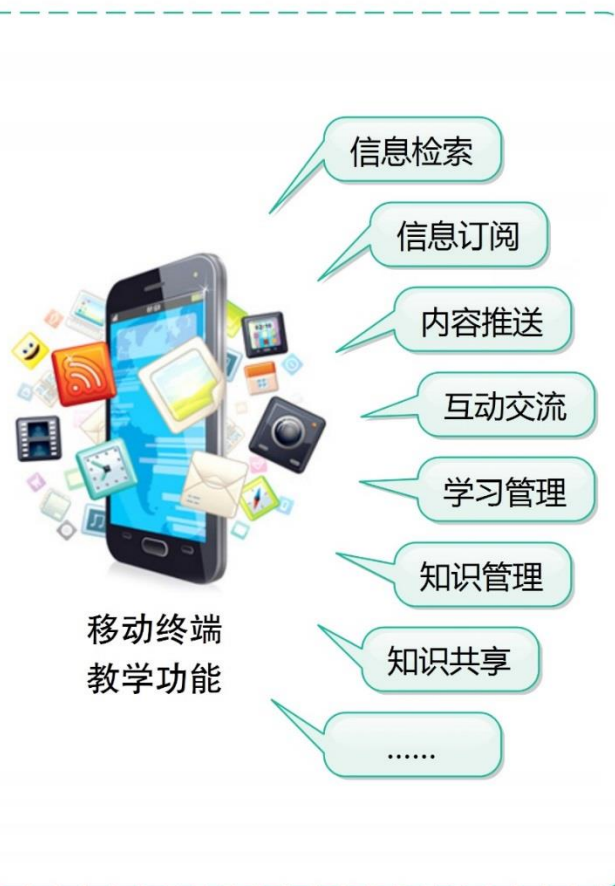 信息检索
信息订阅
内容推送
互动交流
学习管理
知识管理
知识共享
......
移动终端
教学功能